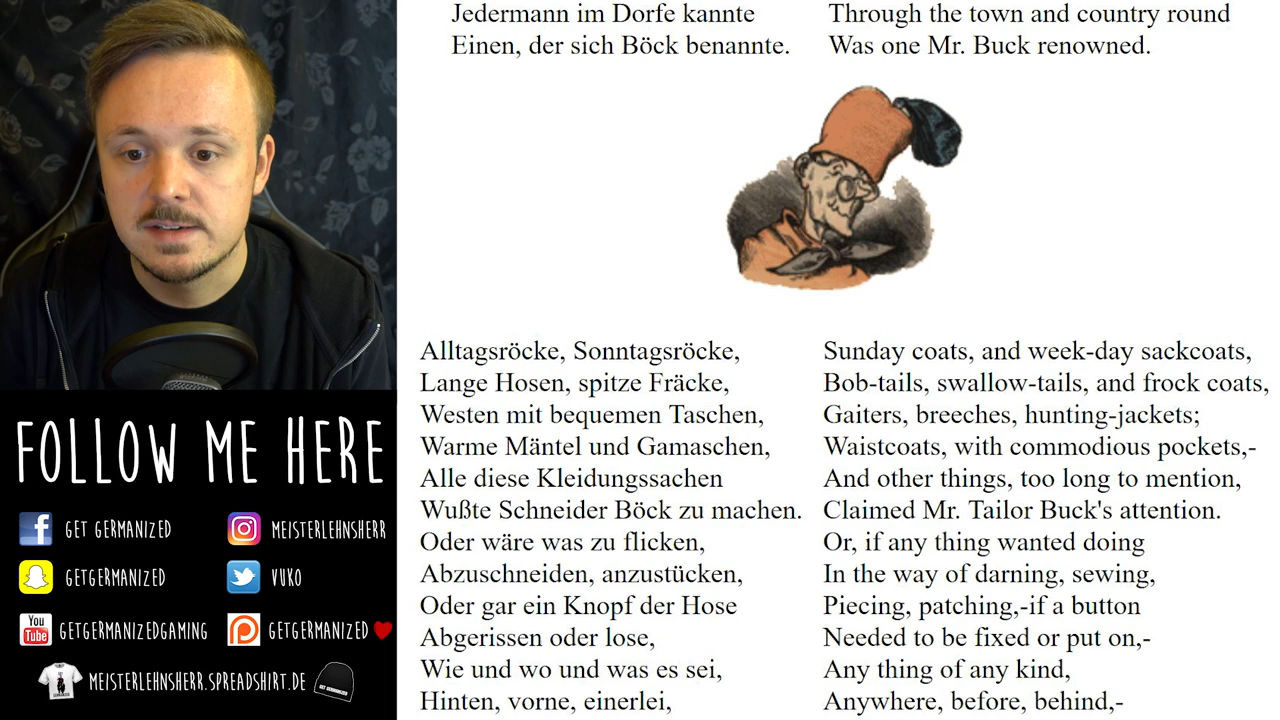 Jedermann im Dorfe kannte
Einen, der sich Böck benannte.
Through the town and country round
Was one Mr. Buck renowned.
Alltagsröcke, Sonntagsröcke,
Lange Hosen, spitze Fräcke,
Westen mit bequemen Taschen,
Warme Mäntel und Gamaschen,
Alle diese Kleidungssachen
Wußte Schneider Böck zu machen.
Oder wäre was zu flicken,
Abzuschneiden, anzustücken,
Oder gar ein Knopf der Hose
Abgerissen oder lose,
Wie und wo und was es sei,
Hinten, vorne, einerlei,
Sunday coats, and week-day sackcoats,
Bob-tails, swallow-tails, and frock coats,
Gaiters, breeches, hunting-jackets;
Waistcoats, with commodious pockets,-
And other things, too long to mention,
Claimed Mr. Tailor Buck's attention.
Or, if any thing wanted doing
In the way of darning, sewing,
Piecing, patching,-if a button
Needed to be fixed or put on,-
Any thing of any kind,
Anywhere, before, behind,-
FOLLOW ME HERE
GET GERMANIZED
MEISTERLEHNSHERR
GETGERMANIZED
VUKO
You Tube
GETGERMANIZEDGAMING
GETGERMANIZED
MEISTERLEHNSHERR.SPREADSHIRT.DE
GET GERMANIZED